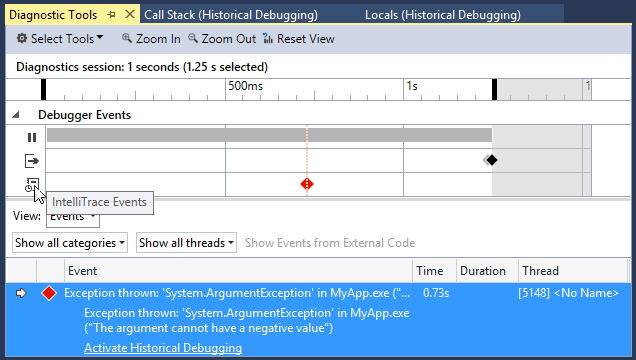 Diagnostic Tools Call Stack (Historical Debugging) Locals (Historical Debugging)
Select Tools Zoom In Zoom Out Reset View
Diagnostics session: 1 seconds (1.25 s selected)
500ms 1s 1
Debugger Events
IntelliTrace Events
View: Events
Show all categories Show all threads Show Events from External Code
Event Time Duration Thread
Exception thrown: 'System.ArgumentException' in MyApp.exe ("... 0.73s [5148] <No Name>
Exception thrown: 'System.ArgumentException' in MyApp.exe
("The argument cannot have a negative value")
Activate Historical Debugging